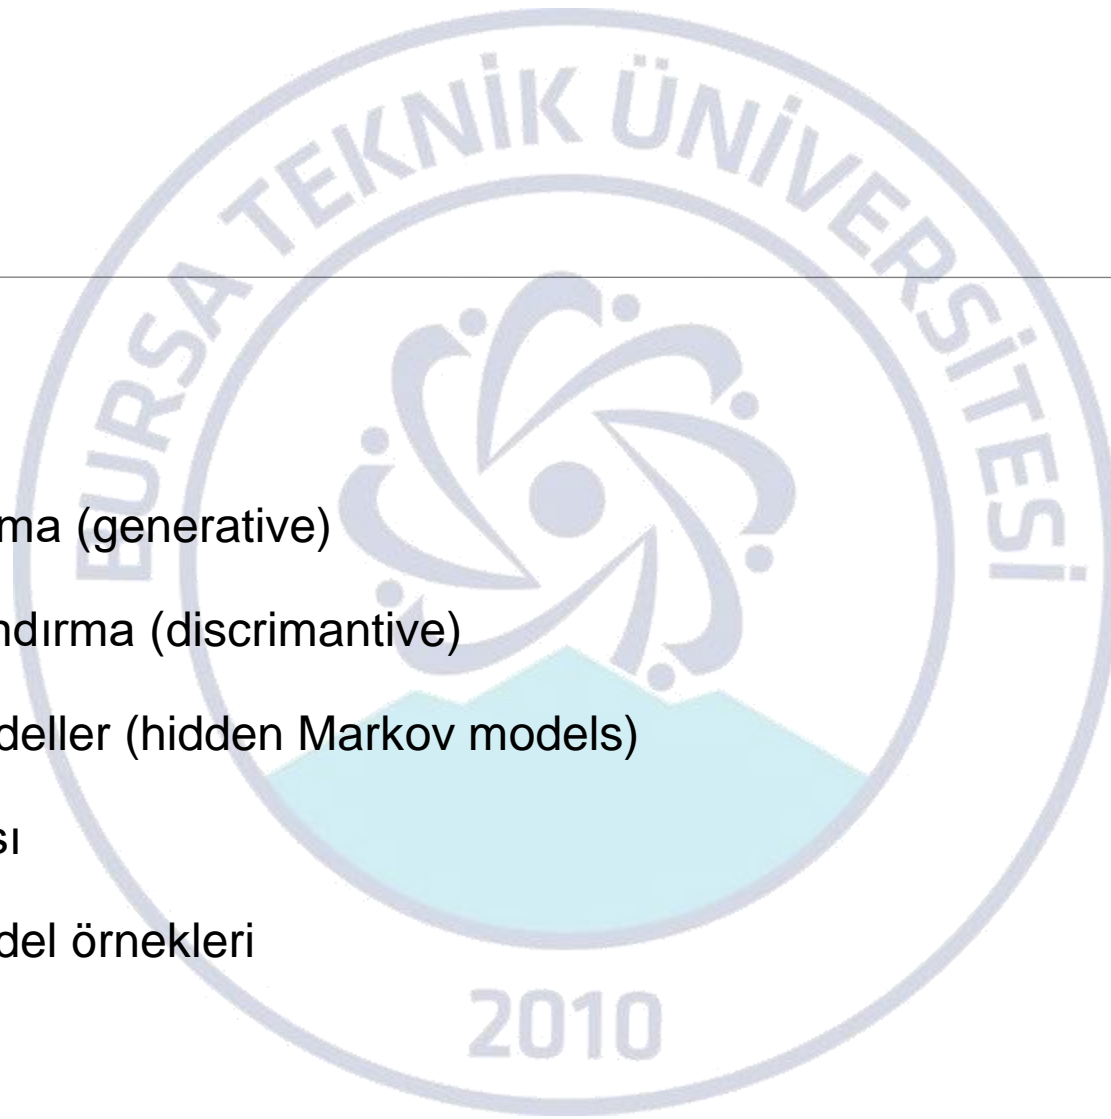 BURSA TEKNİK ÜNİVERSİTESİ
ma (generative)
ndırma (discrimantive)
deller (hidden Markov models)
sı
del örnekleri
2010